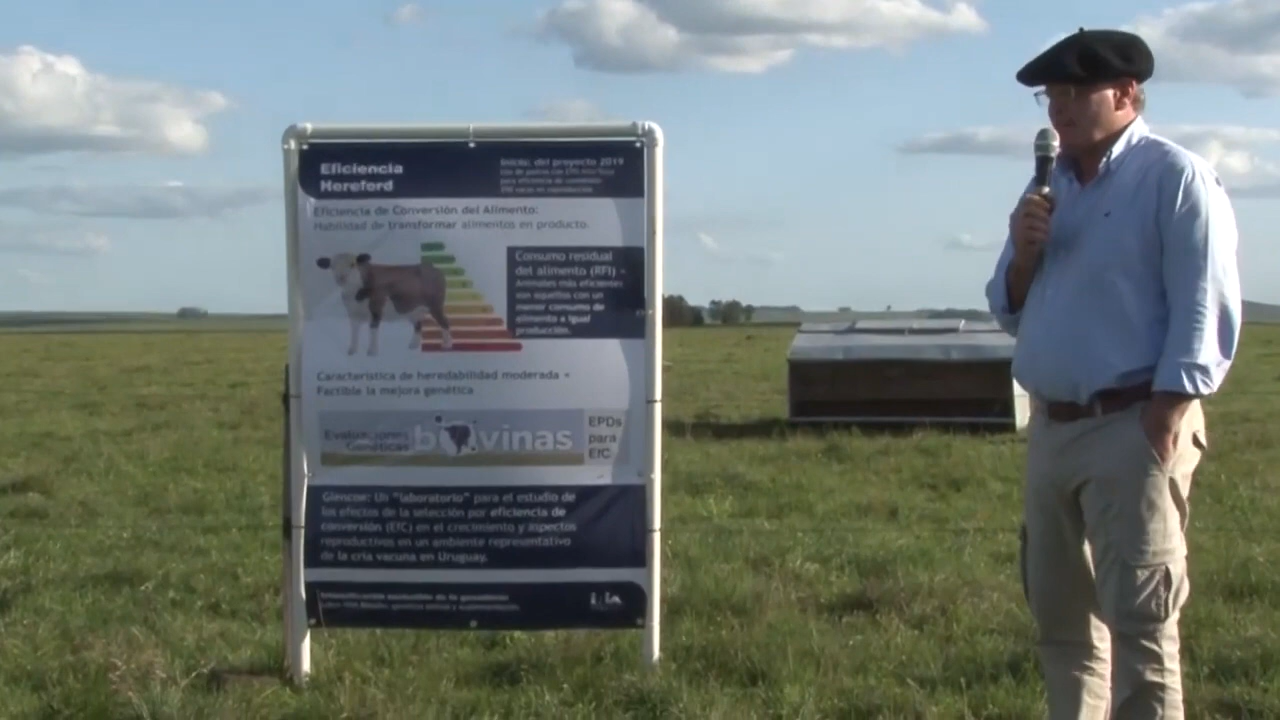 Eficiencia
Hereford
Inicio: del proyecto 2019
Eficiencia de Conversión del Alimento:
Habilidad de transformar alimentos en producto.
Consumo residual
del alimento (RFI) =
Animales más eficientes
son aquellos con un
menor consumo de
alimento a igual
producción.
Característica de heredabilidad moderada =
Factible la mejora genética
Evaluaciones
Genéticas
bovinas
EPDs
para
EfC
Glencoe: Un "laboratorio" para el estudio de
los efectos de la selección por eficiencia de
conversión (EfC) en el crecimiento y aspectos
reproductivos en un ambiente representativo
de la cría vacuna en Uruguay.